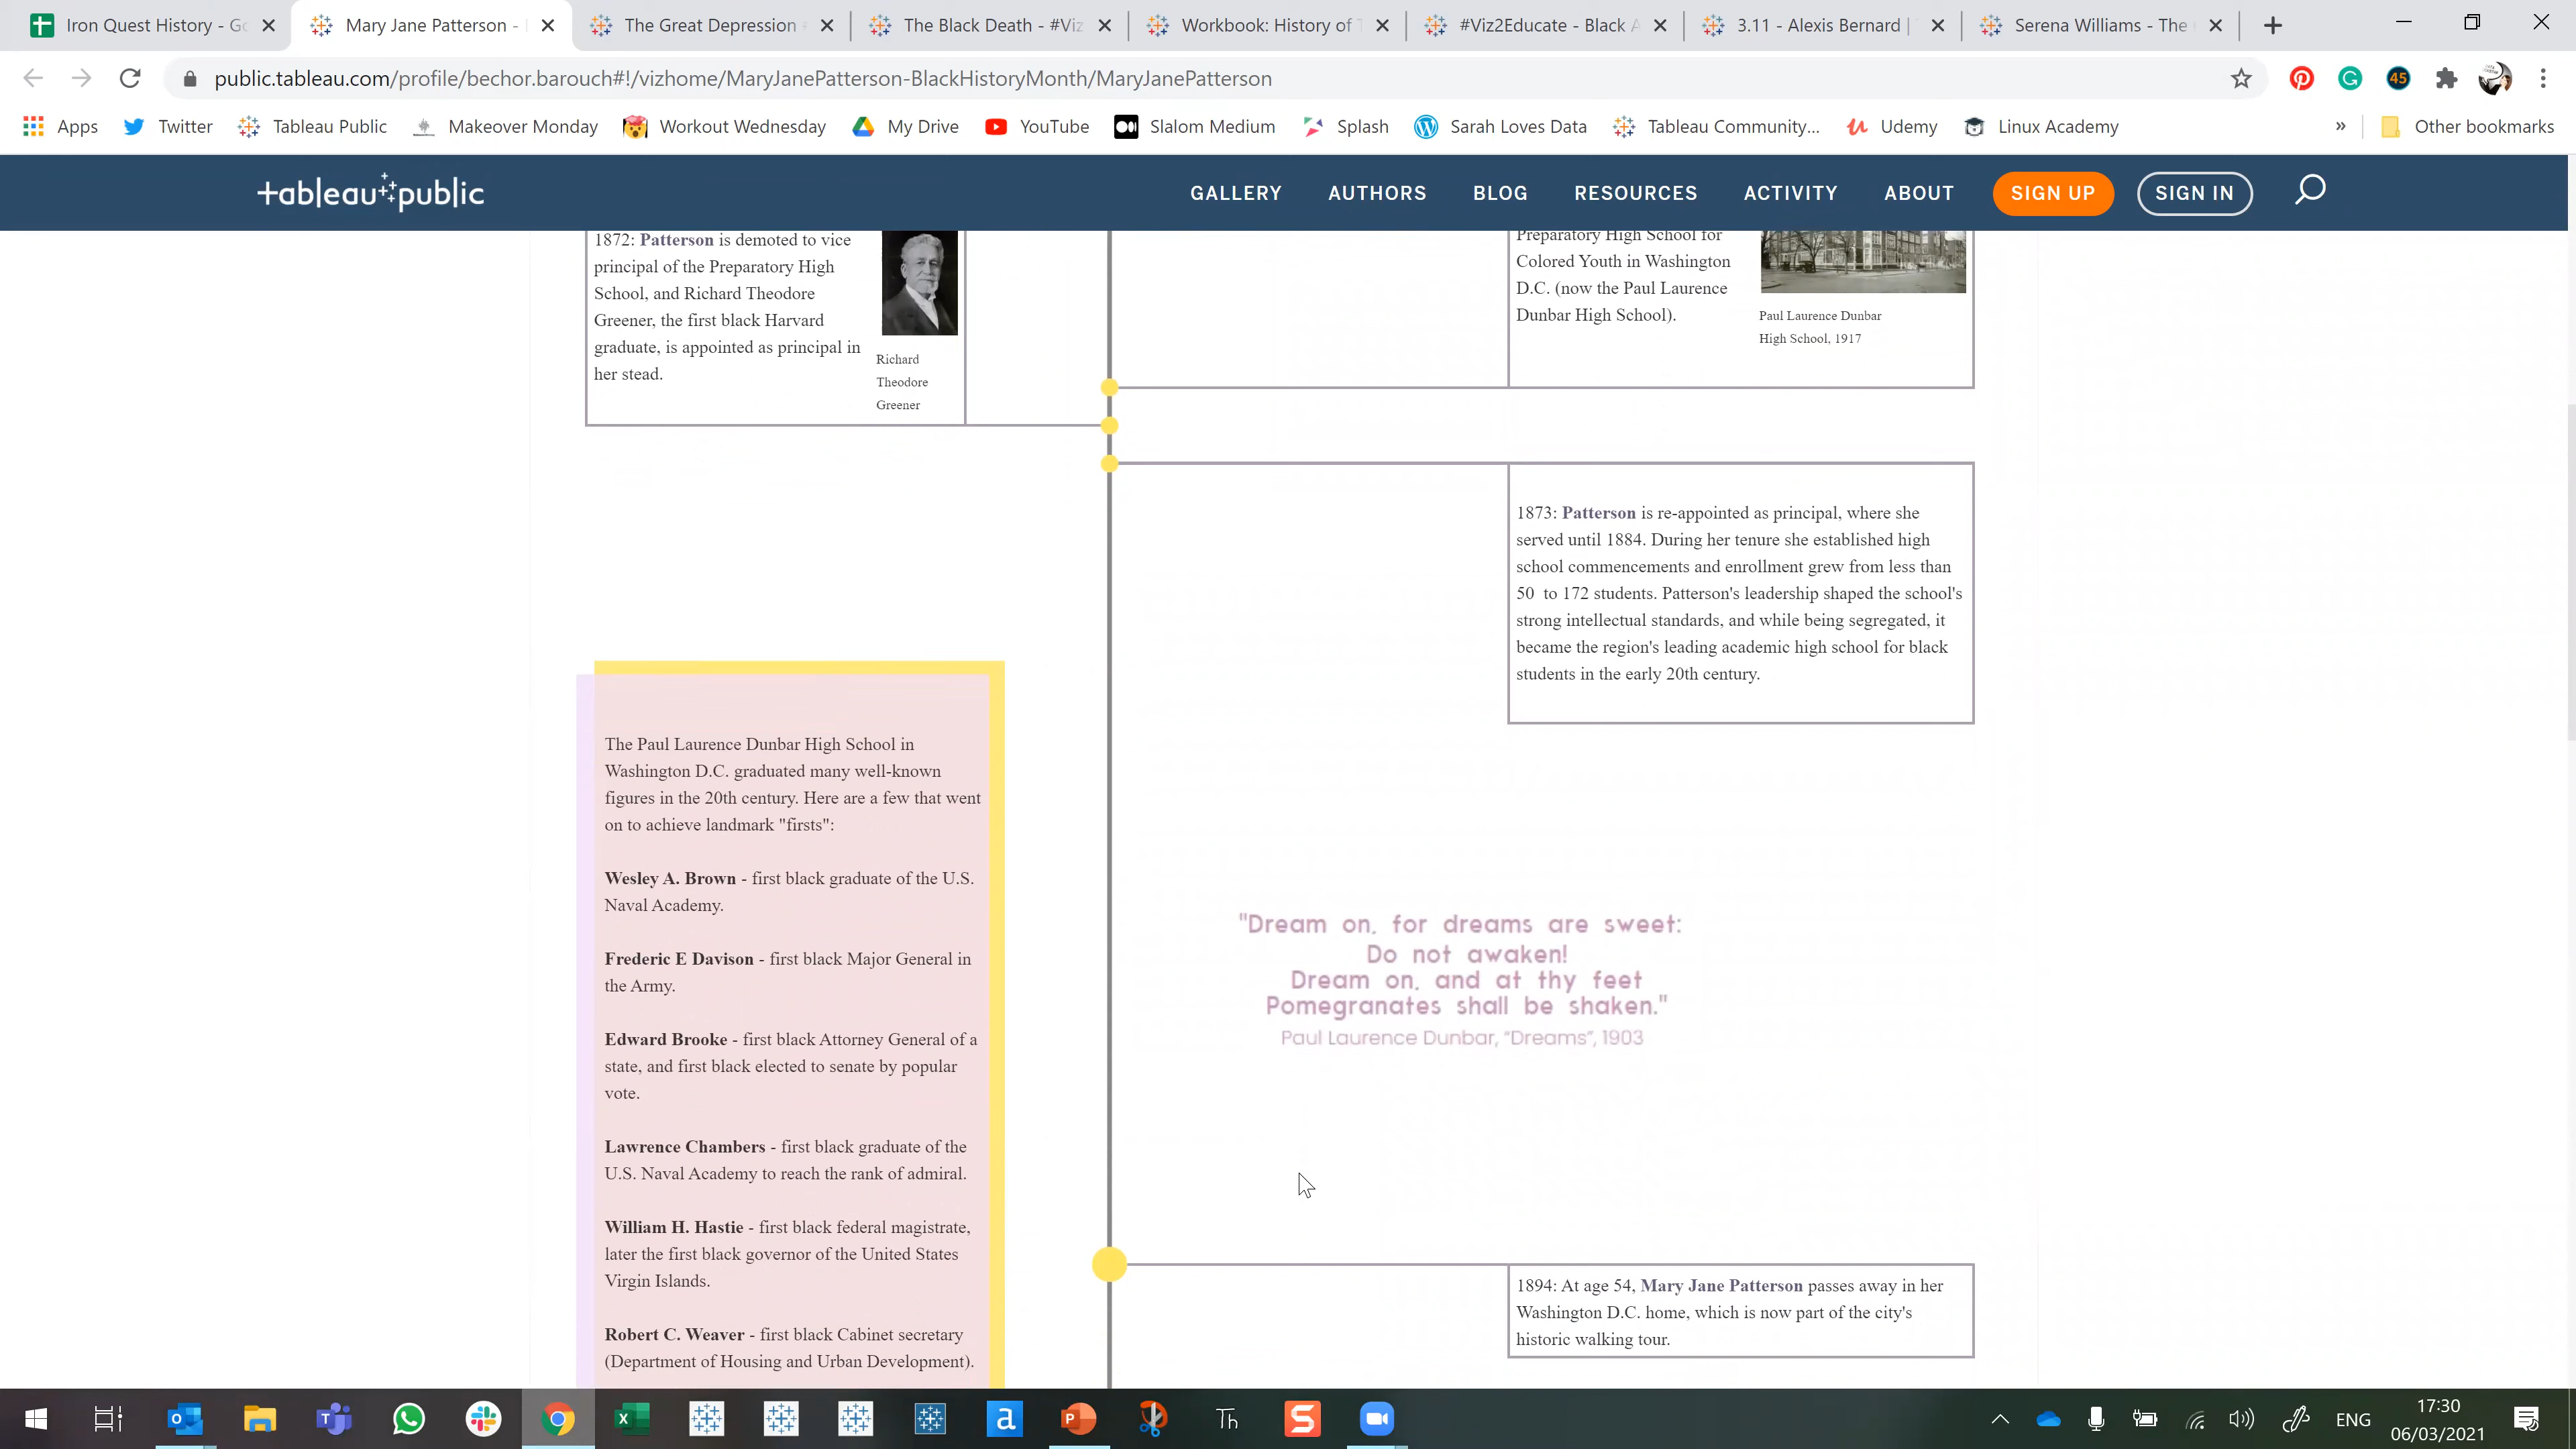 Iron Quest History - Go
Mary Jane Patterson -
The Great Depression
The Black Death - #Viz
Workbook: History of T
#Viz2Educate - Black A
3.11 - Alexis Bernard |
Serena Williams - The
public.tableau.com/profile/bechor.barouch#!/vizhome/MaryJanePatterson-BlackHistoryMonth/MaryJanePatterson
45
Apps
Twitter
Tableau Public
Makeover Monday
Workout Wednesday
My Drive
YouTube
Slalom Medium
Splash
Sarah Loves Data
Tableau Community...
Udemy
Linux Academy
»
Other bookmarks
tableau public
GALLERY
AUTHORS
BLOG
RESOURCES
ACTIVITY
ABOUT
SIGN UP
SIGN IN
1872: Patterson is demoted to vice
principal of the Preparatory High
School, and Richard Theodore
Greener, the first black Harvard
graduate, is appointed as principal in
her stead.
Richard
Theodore
Greener
Preparatory High School for
Colored Youth in Washington
D.C. (now the Paul Laurence
Dunbar High School).
Paul Laurence Dunbar
High School, 1917
1873: Patterson is re-appointed as principal, where she
served until 1884. During her tenure she established high
school commencements and enrollment grew from less than
50  to 172 students. Patterson's leadership shaped the school's
strong intellectual standards, and while being segregated, it
became the region's leading academic high school for black
students in the early 20th century.
The Paul Laurence Dunbar High School in
Washington D.C. graduated many well-known
figures in the 20th century. Here are a few that went
on to achieve landmark "firsts":
Wesley A. Brown - first black graduate of the U.S.
Naval Academy.
Frederic E Davison - first black Major General in
the Army.
Edward Brooke - first black Attorney General of a
state, and first black elected to senate by popular
vote.
Lawrence Chambers - first black graduate of the
U.S. Naval Academy to reach the rank of admiral.
William H. Hastie - first black federal magistrate,
later the first black governor of the United States
Virgin Islands.
Robert C. Weaver - first black Cabinet secretary
(Department of Housing and Urban Development).
"Dream on, for dreams are sweet:
Do not awaken!
Dream on, and at thy feet
Pomegranates shall be shaken."
Paul Laurence Dunbar, "Dreams", 1903
1894: At age 54, Mary Jane Patterson passes away in her
Washington D.C. home, which is now part of the city's
historic walking tour.
Th
ENG
17:30
06/03/2021